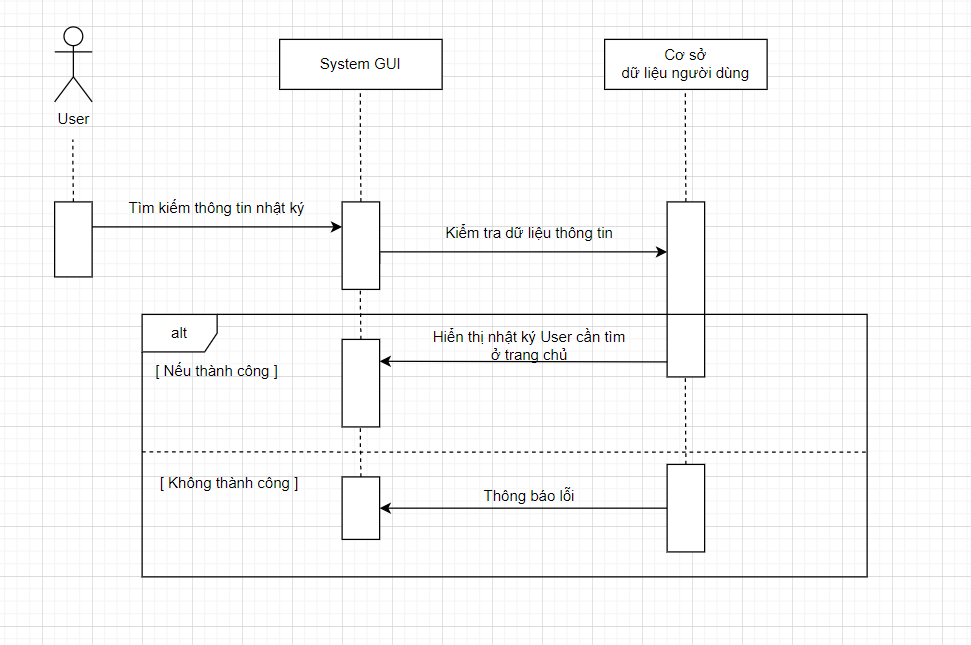 User
System GUI
Cơ sở
dữ liệu người dùng
Tìm kiếm thông tin nhật ký
Kiểm tra dữ liệu thông tin
alt
Hiển thị nhật ký User cần tìm
ở trang chủ
[ Nếu thành công ]
[ Không thành công ]
Thông báo lỗi